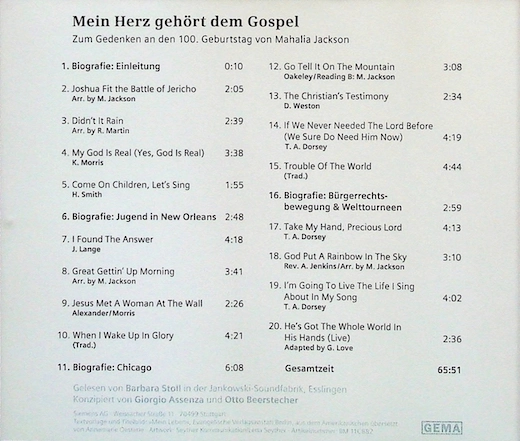 Mein Herz gehört dem Gospel
Zum Gedenken an den 100. Geburtstag von Mahalia Jackson
1. Biografie: Einleitung 0:10
2. Joshua Fit the Battle of Jericho 2:05
Arr. by M. Jackson
3. Didn't It Rain 2:39
Arr. by R. Martin
4. My God Is Real (Yes, God Is Real) 3:38
K. Morris
5. Come On Children, Let's Sing 1:55
H. Smith
6. Biografie: Jugend in New Orleans 2:48
7. I Found The Answer 4:18
J. Lange
8. Great Gettin' Up Morning 3:41
Arr. by M. Jackson
9. Jesus Met A Woman At The Wall 2:26
Alexander/Morris
10. When I Wake Up In Glory 4:21
(Trad.)
11. Biografie: Chicago 6:08
12. Go Tell It On The Mountain 3:08
Oakeley/Reading B: M. Jackson
13. The Christian's Testimony 2:34
D. Weston
14. If We Never Needed The Lord Before
(We Sure Do Need Him Now) 4:19
T. A. Dorsey
15. Trouble Of The World 4:44
(Trad.)
16. Biografie: Bürgerrechts-
bewegung & Welttourneen 2:59
17. Take My Hand, Precious Lord 4:13
T. A. Dorsey
18. God Put A Rainbow In The Sky 3:10
Rev. A. Jenkins/Arr. by M. Jackson
19. I'm Going To Live The Life I Sing
About In My Song 4:02
T. A. Dorsey
20. He's Got The Whole World In
His Hands (Live) 2:36
Adapted by G. Love
Gesamtzeit 65:51
Gelesen von Barbara Stoll in der Jankowski-Soundfabrik, Esslingen
Konzipiert von Giorgio Assenza und Otto Beerstecher
70499 Stuttgart
GEMA